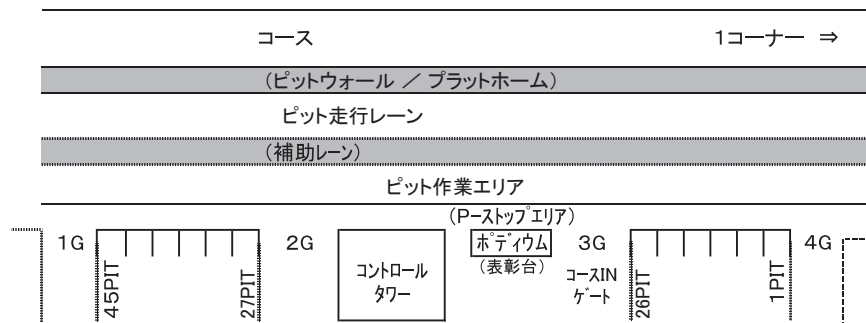 コース
1コーナー ⇒
（ピットウォール ／ プラットホーム）
ピット走行レーン
（補助レーン）
ピット作業エリア
（P－ストップエリア）
1G
2G
ポディウム
3G
4G
（表彰台）
コントロール
タワー
コースIN
ゲート
45PIT
27PIT
26PIT
1PIT